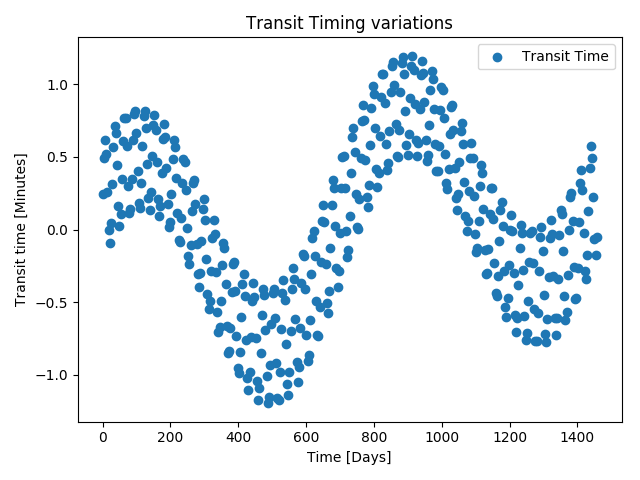 Transit Timing variations
Transit Time
1.0
0.5
0.0
−0.5
−1.0
Transit time [Minutes]
0 200 400 600 800 1000 1200 1400
Time [Days]